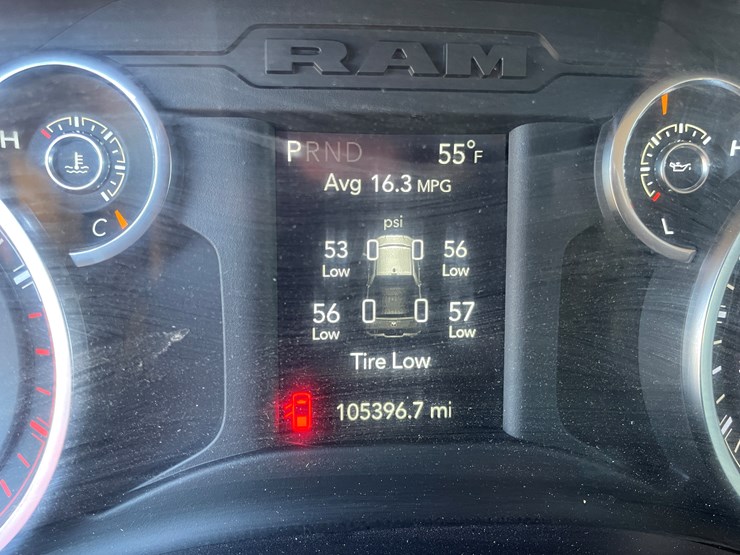 RAM
PRND 55°F
Avg 16.3 MPG
psi
53 56
Low Low
56 57
Low Low
Tire Low
105396.7 mi
H
C
H
L